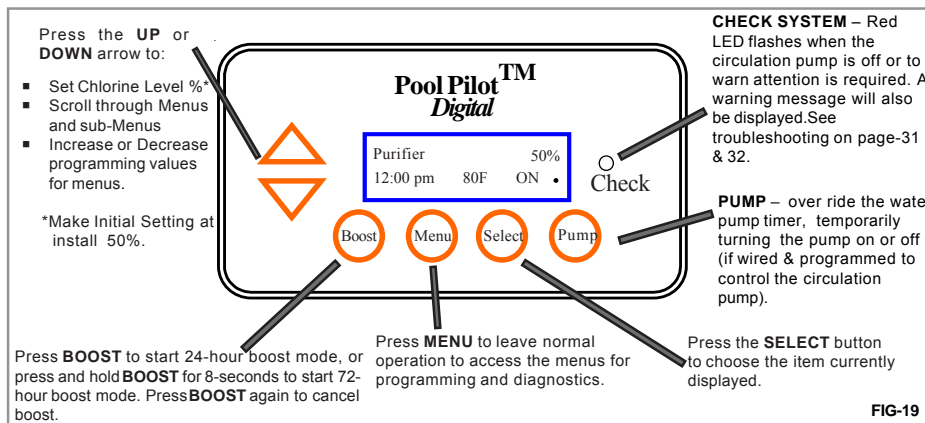 Press the UP or
DOWN arrow to:
▪ Set Chlorine Level %*
▪ Scroll through Menus
and sub-Menus
▪ Increase or Decrease
programming values
for menus.
*Make Initial Setting at
install 50%.
Pool Pilot™
Digital
Purifier 50%
12:00 pm 80F ON •
Check
Boost
Menu
Select
Pump
CHECK SYSTEM – Red
LED flashes when the
circulation pump is off or to
warn attention is required. A
warning message will also
be displayed.See
troubleshooting on page-31
& 32.
PUMP – over ride the wate
pump timer, temporarily
turning the pump on or off
(if wired & programmed to
control the circulation
pump).
Press BOOST to start 24-hour boost mode, or
press and hold BOOST for 8-seconds to start 72-
hour boost mode. Press BOOST again to cancel
boost.
Press MENU to leave normal
operation to access the menus for
programming and diagnostics.
Press the SELECT button
to choose the item currently
displayed.
FIG-19